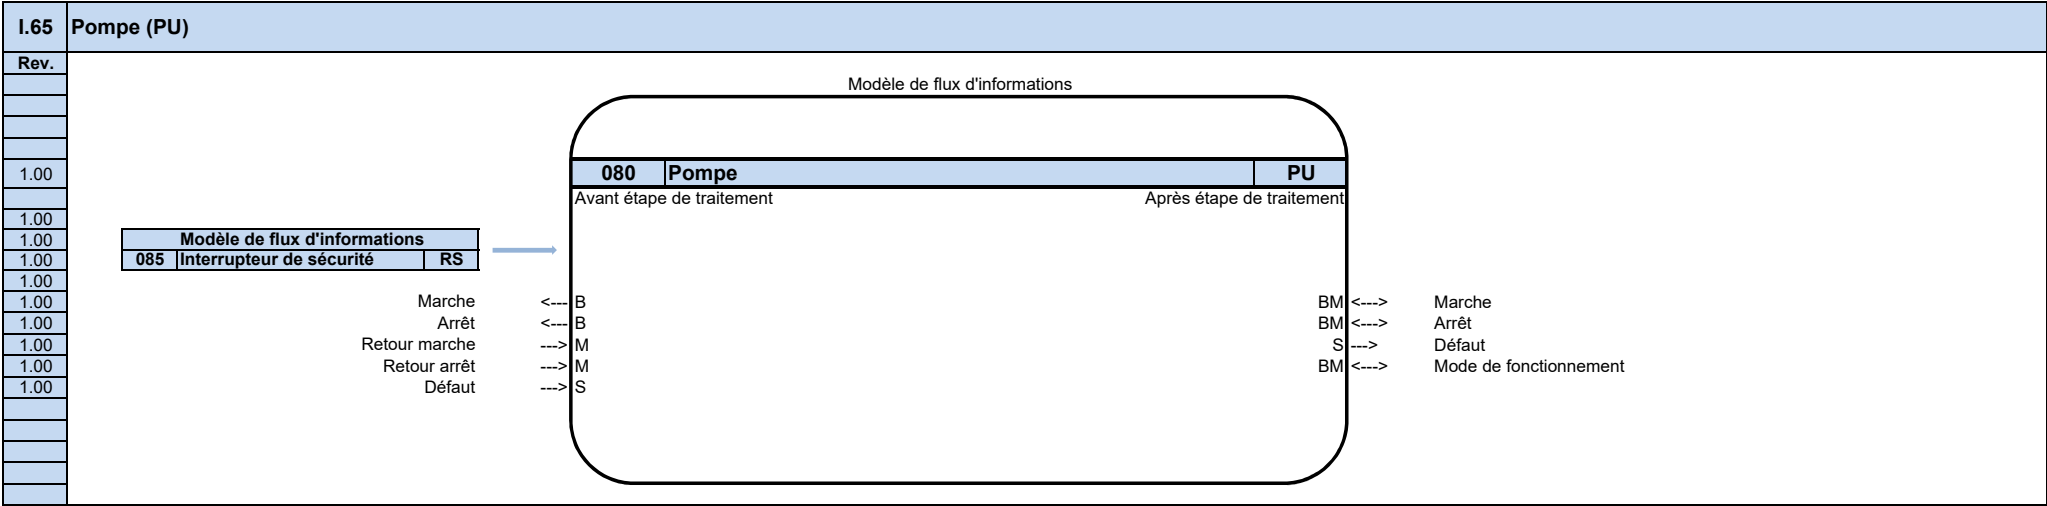 I.65 Pompe (PU)
Rev.
Modèle de flux d'informations
1.00 080 Pompe PU
Avant étape de traitement Après étape de traitement
1.00
1.00 Modèle de flux d'informations
1.00 085 Interrupteur de sécurité RS
1.00
1.00 Marche <--- B BM <---> Marche
1.00 Arrêt <--- B BM <---> Arrêt
1.00 Retour marche ---> M S ---> Défaut
1.00 Retour arrêt ---> M BM <---> Mode de fonctionnement
1.00 Défaut ---> S